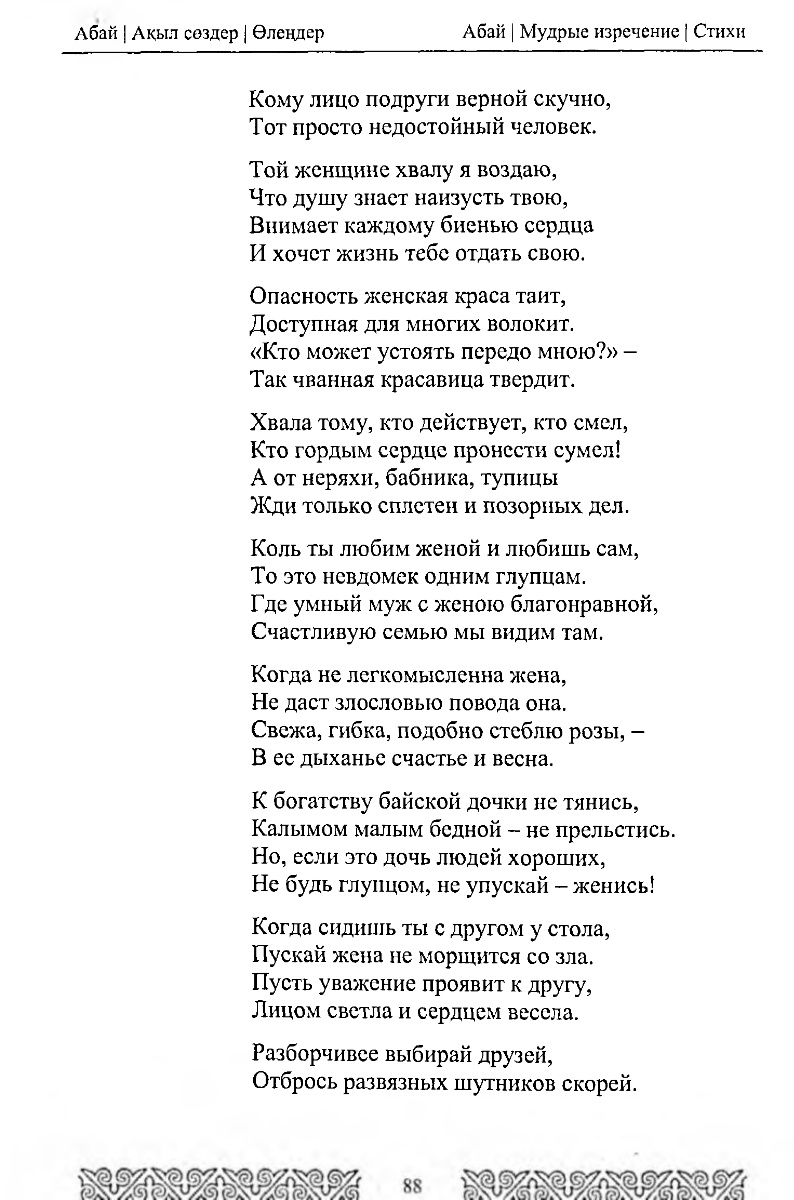 Абай | Ақыл сөздер | Өлеңдер
Абай | Мудрые изречение | Стихи
Кому лицо подруги верной скучно,
Тот просто недостойный человек.
Той женщине хвалу я воздаю,
Что душу знает наизусть твою,
Внимает каждому биенью сердца
И хочет жизнь тебе отдать свою.
Опасность женская краса таит,
Доступная для многих волокит.
«Кто может устоять передо мною?» –
Так чванная красавица твердит.
Хвала тому, кто действует, кто смел,
Кто гордым сердце пронести сумел!
А от неряхи, бабника, тупицы
Жди только сплетен и позорных дел.
Коль ты любим женой и любишь сам,
То это невдомек одним глупцам.
Где умный муж с женою благонравной,
Счастливую семью мы видим там.
Когда не легкомысленна жена,
Не даст злословью повода она.
Свежа, гибка, подобно стеблю розы, –
В ее дыханье счастье и весна.
К богатству байской дочки не тянись,
Калымом малым бедной – не прельстись.
Но, если это дочь людей хороших,
Не будь глупцом, не упускай – женись!
Когда сидишь ты с другом у стола,
Пускай жена не морщится со зла.
Пусть уважение проявит к другу,
Лицом светла и сердцем весела.
Разборчивее выбирай друзей,
Отбрось развязных шутников скорей.
88